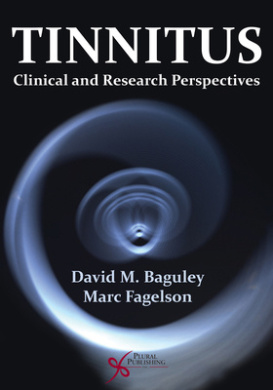 TINNITUS
Clinical and Research Perspectives
David M. Baguley
Marc Fagelson
PLURAL
PUBLISHING